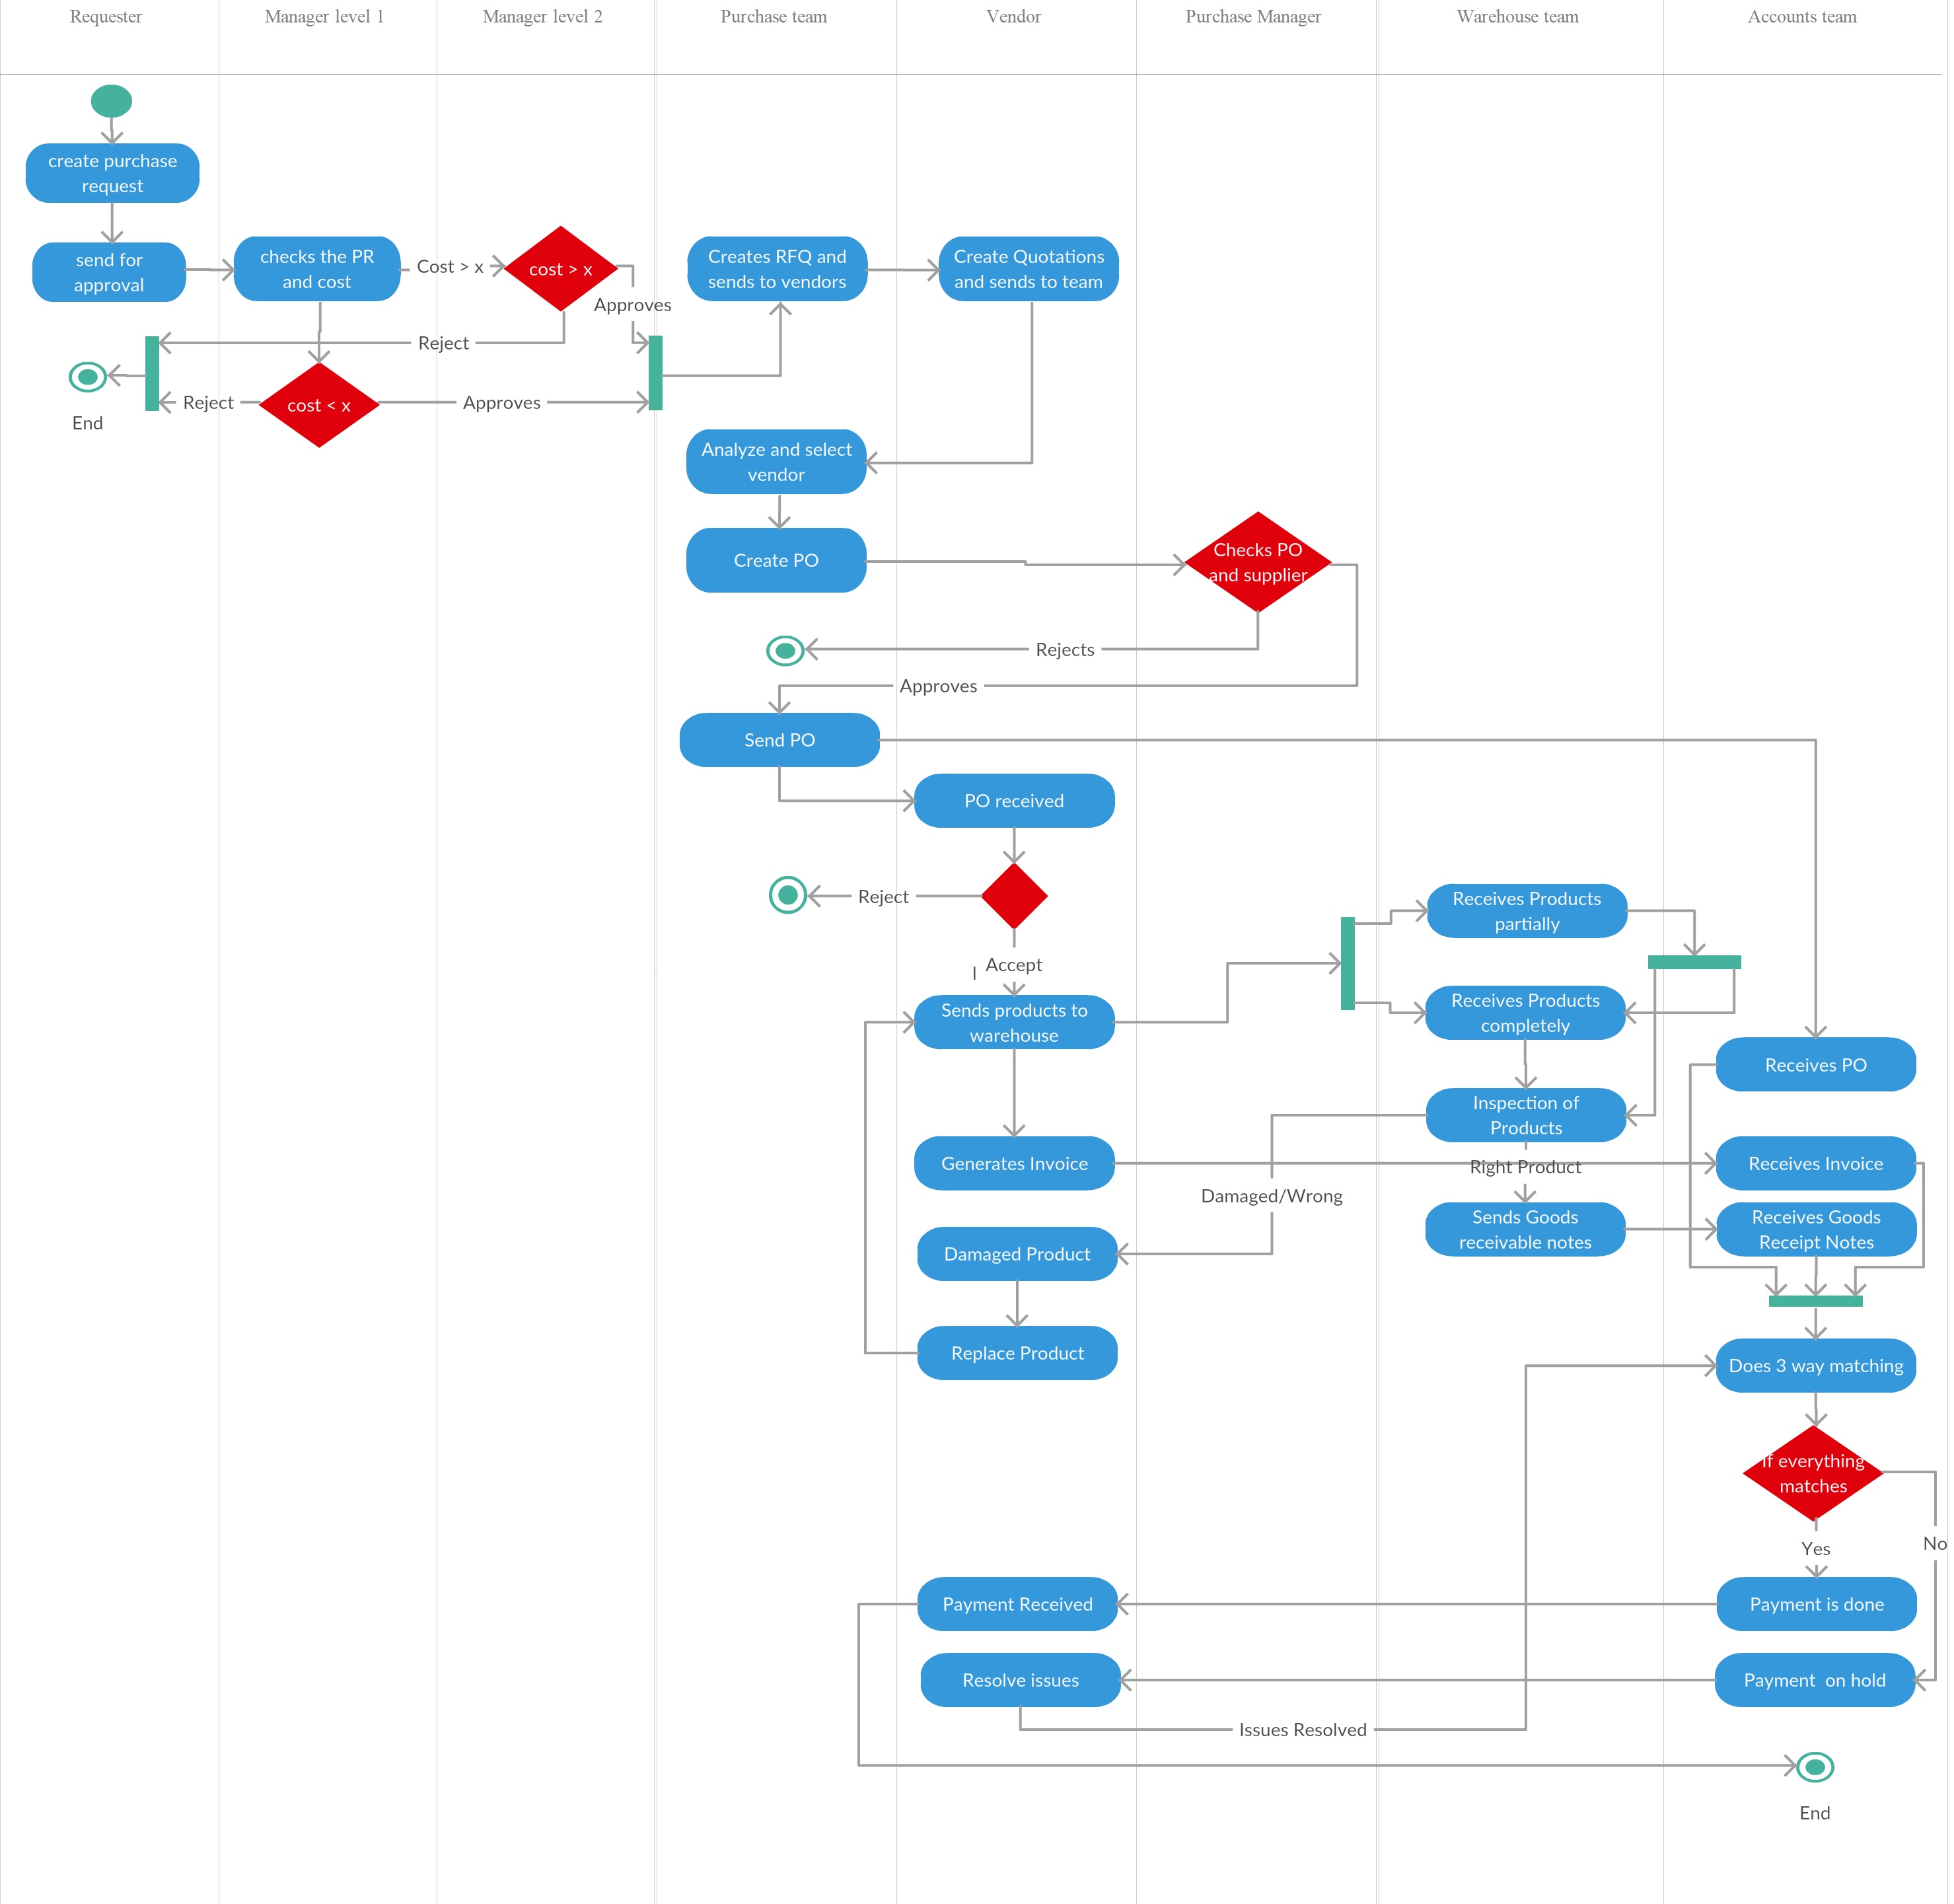 Requester
Manager level 1
Manager level 2
Purchase team
Vendor
Purchase Manager
Warehouse team
Accounts team
create purchase
request
send for
approval
checks the PR
and cost
Cost > x
cost > x
Approves
Creates RFQ and
sends to vendors
Create Quotations
and sends to team
Reject
End
Reject
cost < x
Approves
Analyze and select
vendor
Create PO
Checks PO
and supplier
Rejects
Approves
Send PO
PO received
Reject
Accept
l
Receives Products
partially
Sends products to
warehouse
Receives Products
completely
Receives PO
Inspection of
Products
Generates Invoice
Right Product
Receives Invoice
Damaged/Wrong
Sends Goods
receivable notes
Receives Goods
Receipt Notes
Damaged Product
Replace Product
Does 3 way matching
If everything
matches
Yes
No
Payment Received
Payment is done
Resolve issues
Payment  on hold
Issues Resolved
End